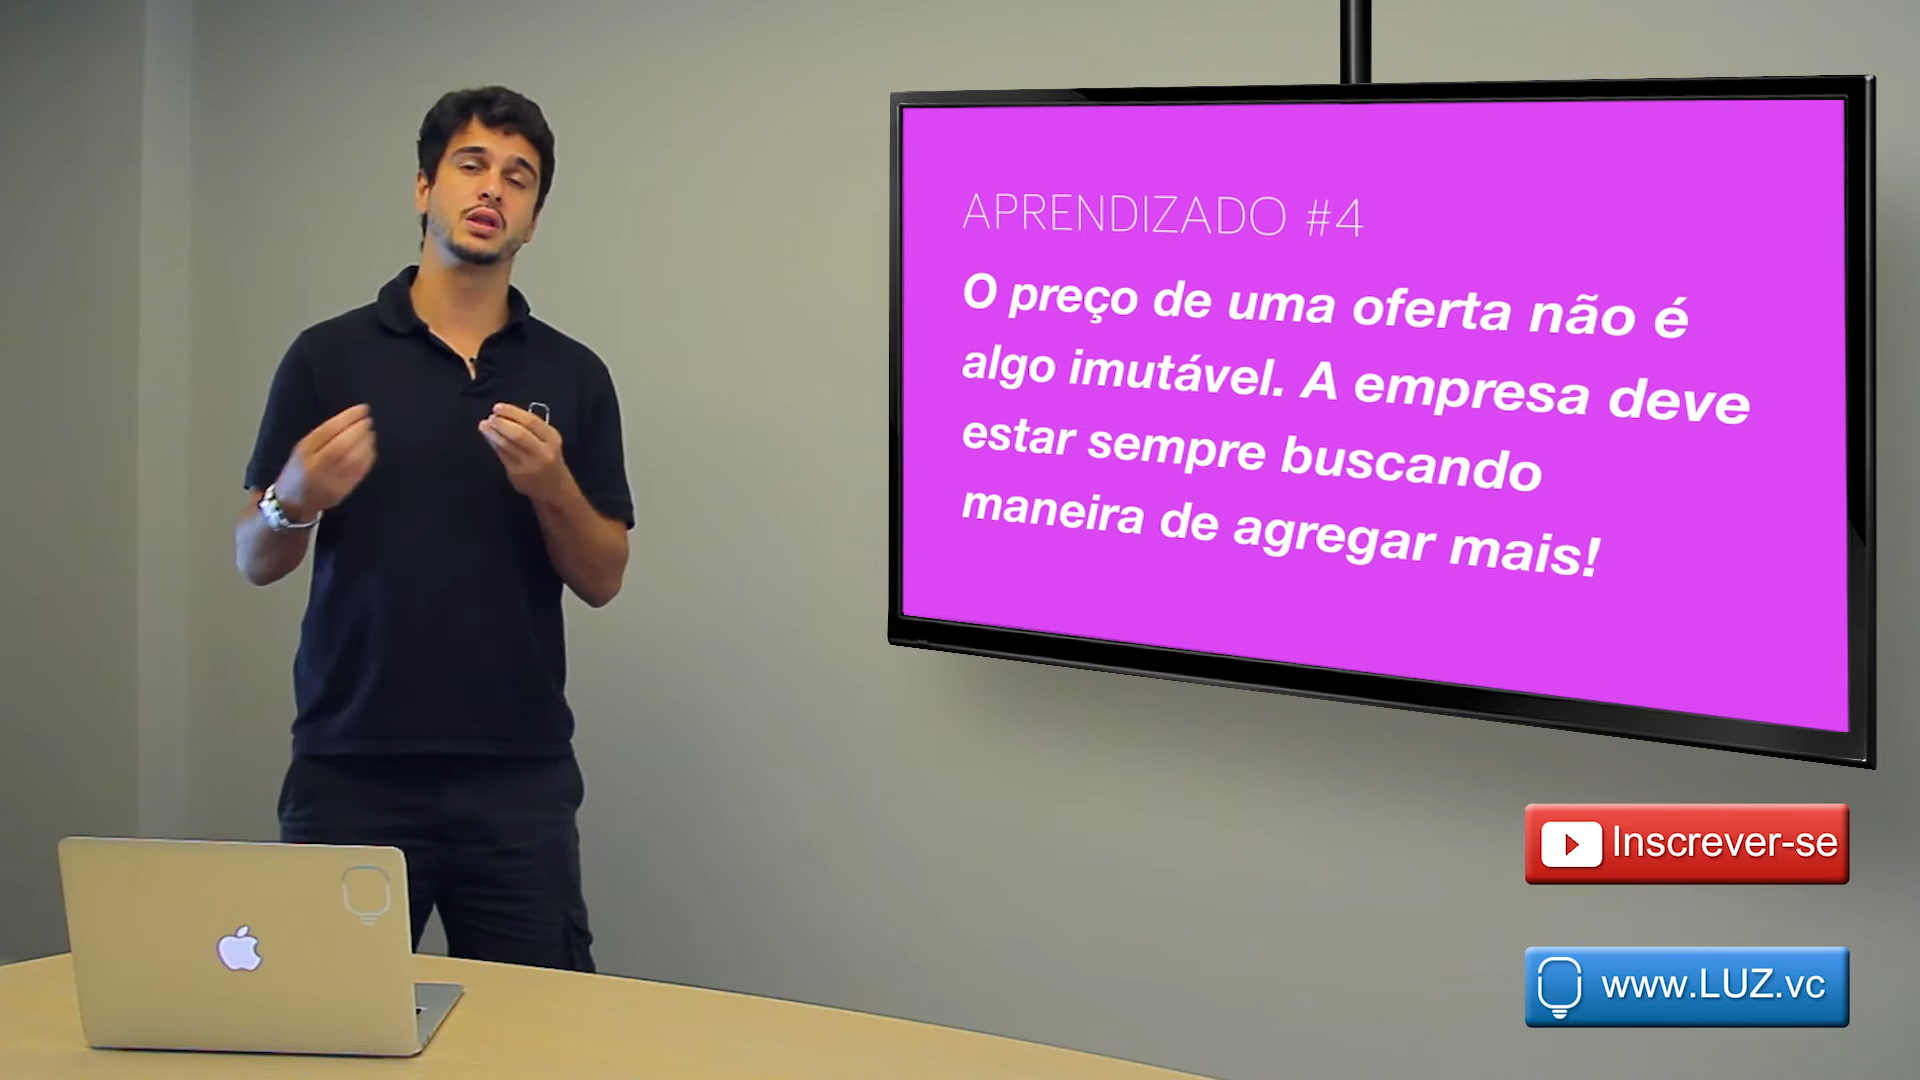 APRENDIZADO #4
O preço de uma oferta não é
algo imutável. A empresa deve
estar sempre buscando
maneira de agregar mais!
Inscrever-se
www.LUZ.vc